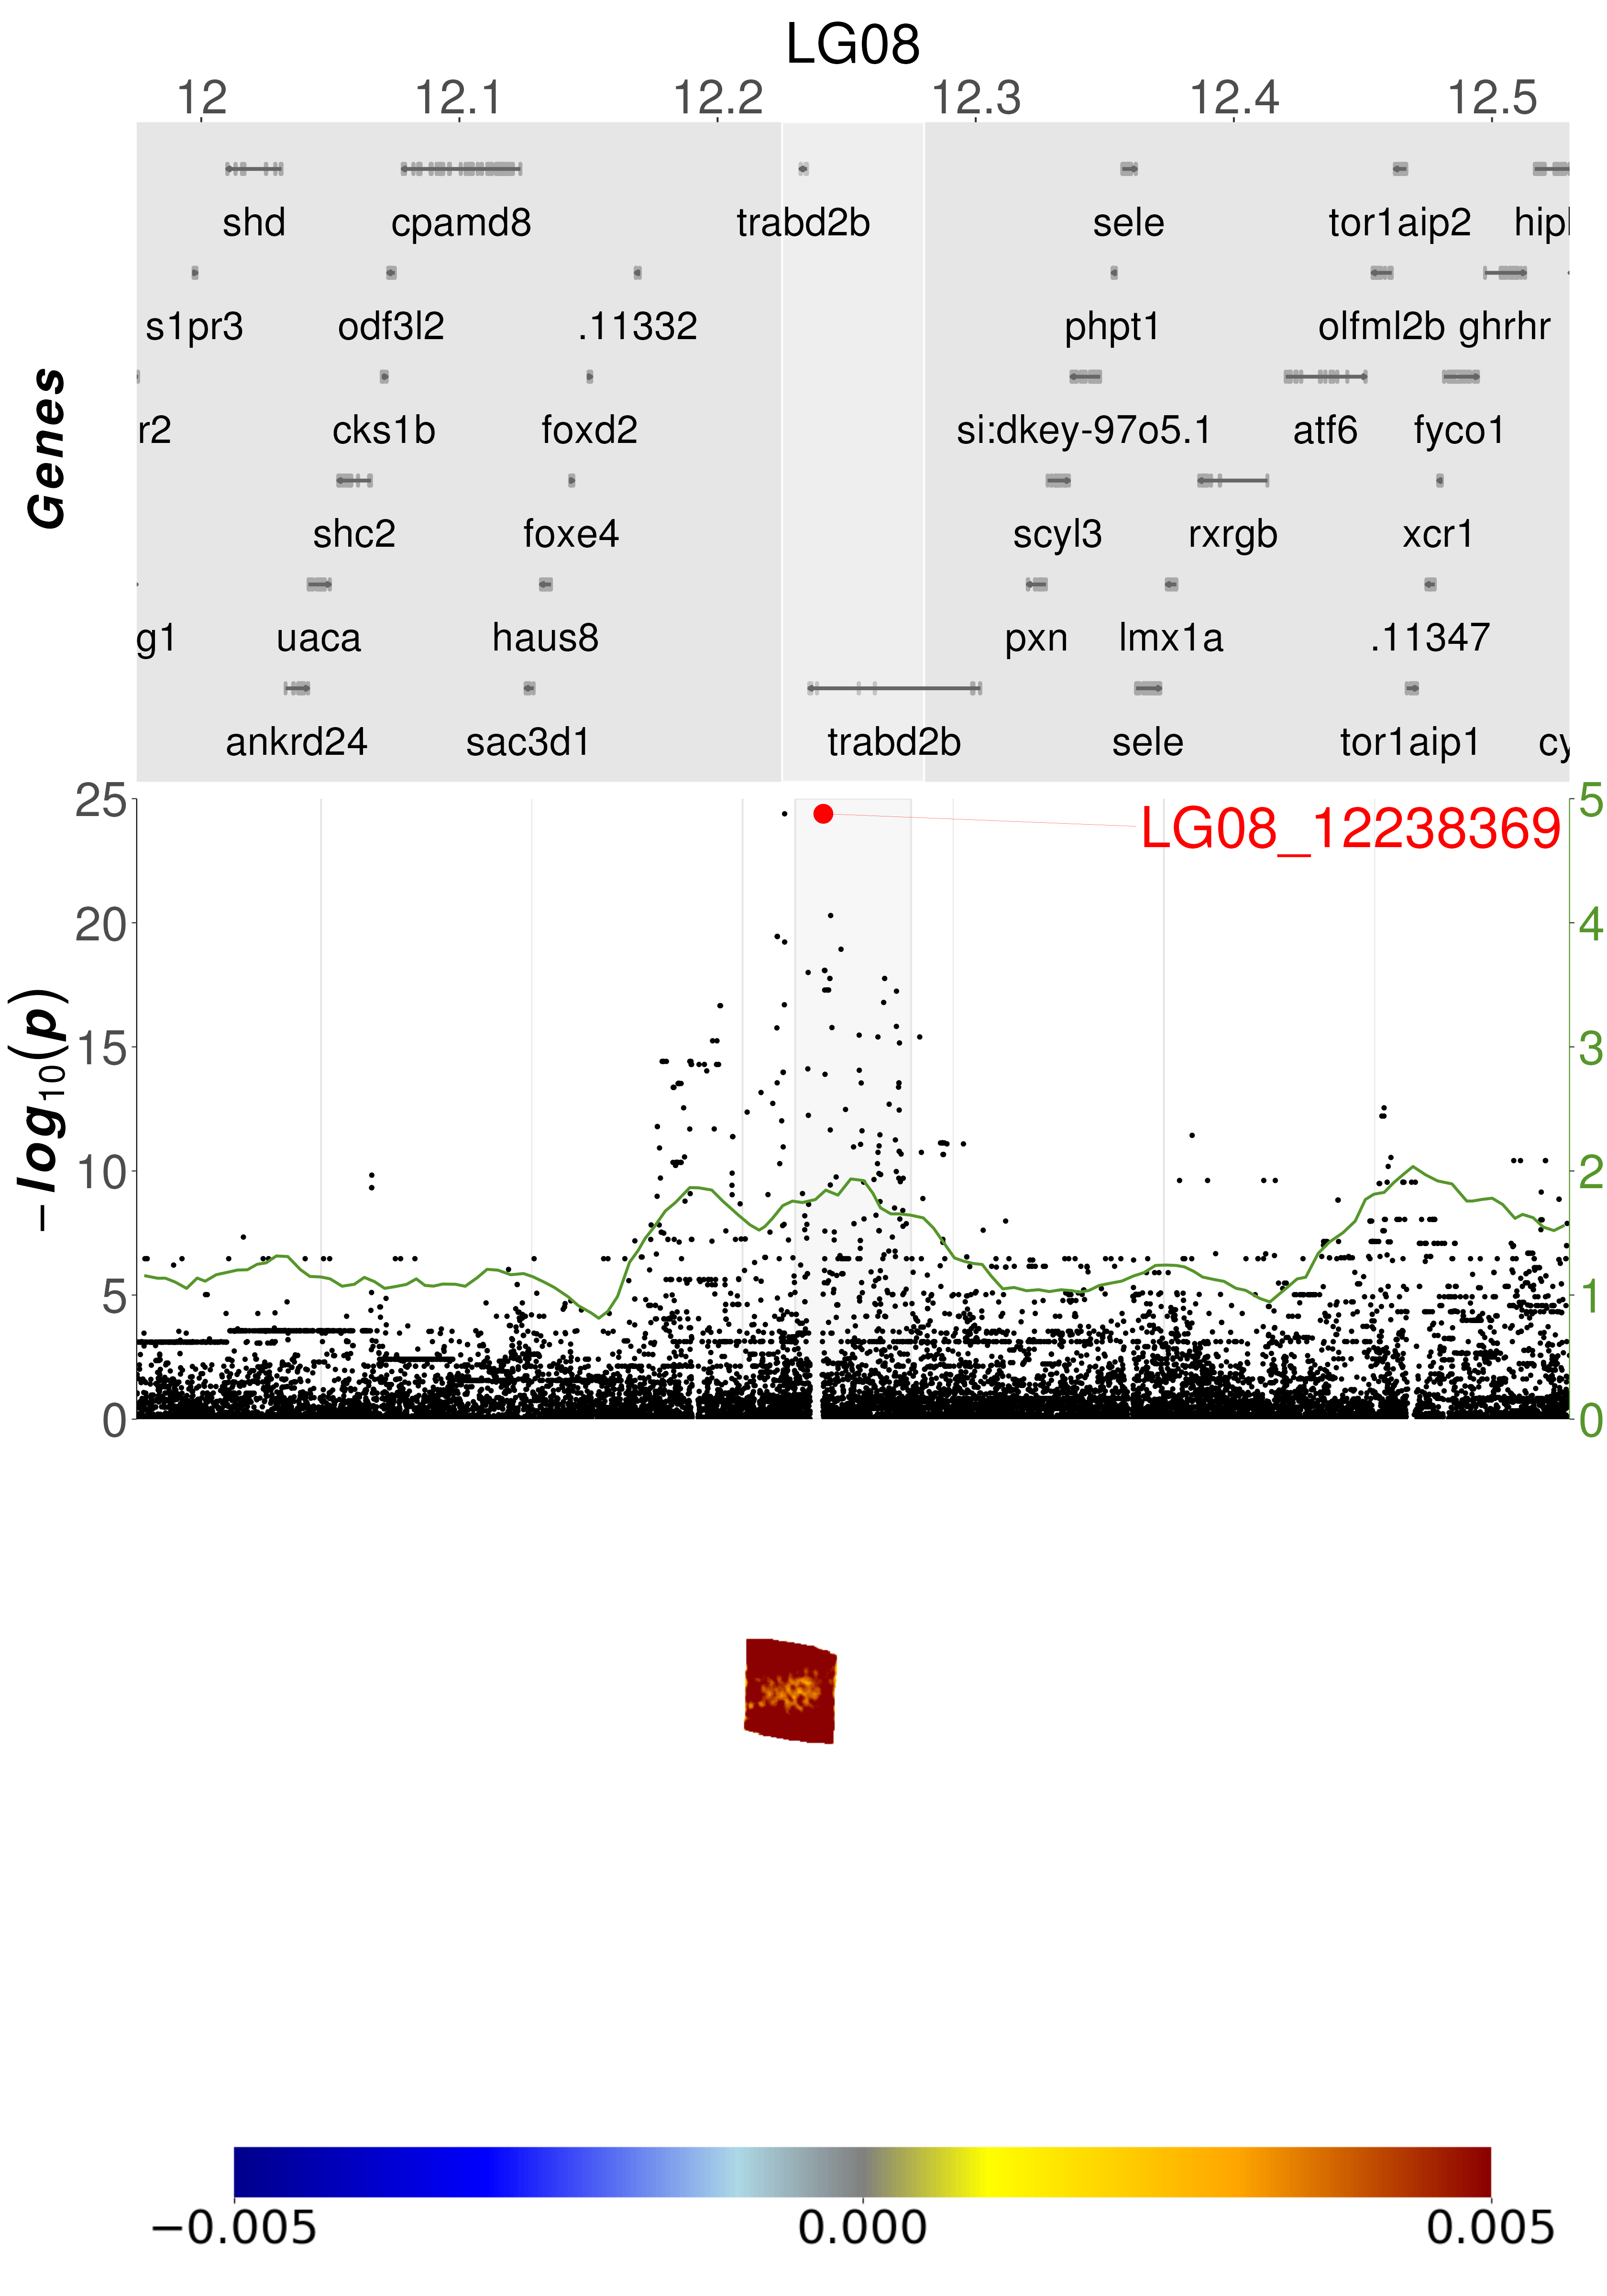 LG08
12 12.1 12.2 12.3 12.4 12.5
shd cpamd8 trabd2b sele tor1aip2 hipl
s1pr3 odf3l2 .11332 phpt1 olfml2b ghrhr
r2 cks1b foxd2 si:dkey-97o5.1 atf6 fyco1
shc2 foxe4 scyl3 rxrgb xcr1
g1 uaca haus8 pxn lmx1a .11347
ankrd24 sac3d1 trabd2b sele tor1aip1 cy
Genes
25 5
LG08_12238369
20 4
15 3
10 2
5 1
0 0
−log10(p)
−0.005 0.000 0.005